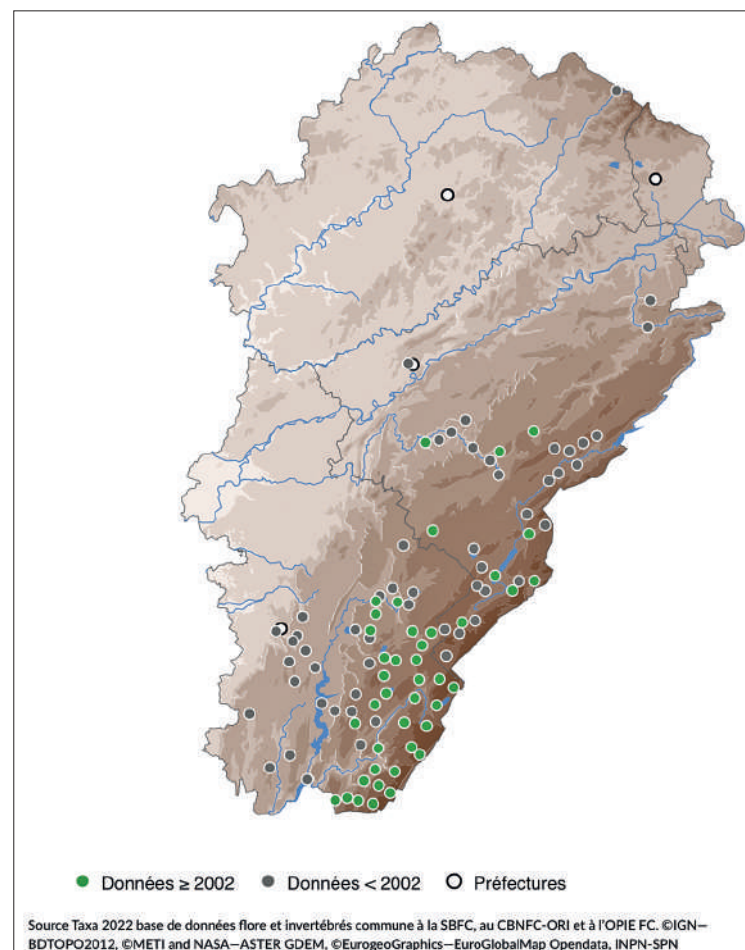 Données ≥ 2002 Données < 2002 Préfectures
Source Taxa 2022 base de données flore et invertébrés commune à la SBFC, au CBNFC-ORI et à l'OPIE FC. ©IGN—
BDTOPO2012, ©METI and NASA—ASTER GDEM, ©EurogeoGraphics—EuroGlobalMap Opendata, INPN-SPN